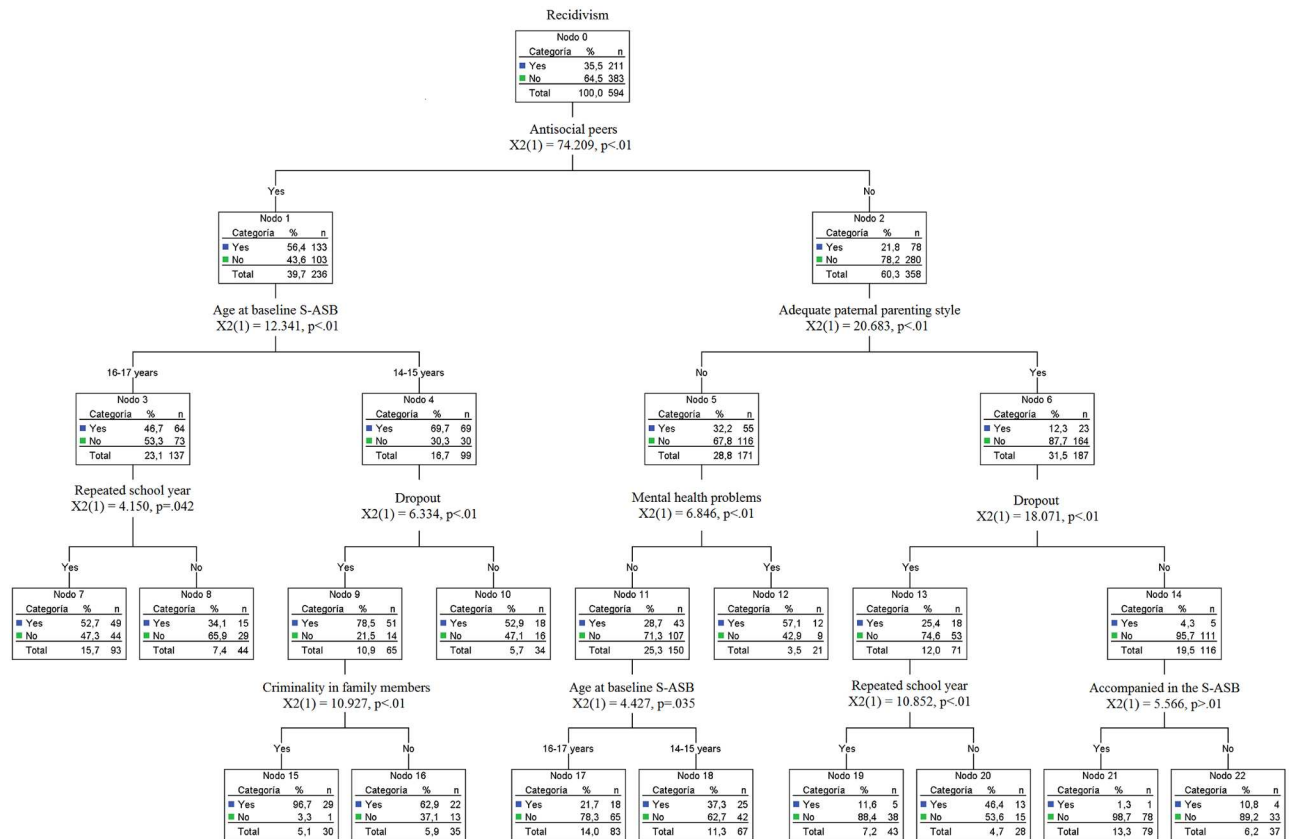 Recidivism
Nodo 0
Categoría % n
Yes 35,5 211
No 64,5 383
Total 100,0 594
Antisocial peers
X2(1) = 74.209, p<.01
Yes
No
Nodo 1
Categoría % n
Yes 56,4 133
No 43,6 103
Total 39,7 236
Nodo 2
Categoría % n
Yes 21,8 78
No 78,2 280
Total 60,3 358
Age at baseline S-ASB
X2(1) = 12.341, p<.01
Adequate paternal parenting style
X2(1) = 20.683, p<.01
16-17 years
14-15 years
No
Yes
Nodo 3
Categoría % n
Yes 46,7 64
No 53,3 73
Total 23,1 137
Nodo 4
Categoría % n
Yes 69,7 69
No 30,3 30
Total 16,7 99
Nodo 5
Categoría % n
Yes 32,2 55
No 67,8 116
Total 28,8 171
Nodo 6
Categoría % n
Yes 12,3 23
No 87,7 164
Total 31,5 187
Repeated school year
X2(1) = 4.150, p=.042
Dropout
X2(1) = 6.334, p<.01
Mental health problems
X2(1) = 6.846, p<.01
Dropout
X2(1) = 18.071, p<.01
Yes
No
Yes
No
No
Yes
Yes
No
Nodo 7
Categoría % n
Yes 52,7 49
No 47,3 44
Total 15,7 93
Nodo 8
Categoría % n
Yes 34,1 15
No 65,9 29
Total 7,4 44
Nodo 9
Categoría % n
Yes 78,5 51
No 21,5 14
Total 10,9 65
Nodo 10
Categoría % n
Yes 52,9 18
No 47,1 16
Total 5,7 34
Nodo 11
Categoría % n
Yes 28,7 43
No 71,3 107
Total 25,3 150
Nodo 12
Categoría % n
Yes 57,1 12
No 42,9 9
Total 3,5 21
Nodo 13
Categoría % n
Yes 25,4 18
No 74,6 53
Total 12,0 71
Nodo 14
Categoría % n
Yes 4,3 5
No 95,7 111
Total 19,5 116
Criminality in family members
X2(1) = 10.927, p<.01
Age at baseline S-ASB
X2(1) = 4.427, p=.035
Repeated school year
X2(1) = 10.852, p<.01
Accompanied in the S-ASB
X2(1) = 5.566, p>.01
Yes
No
16-17 years
14-15 years
Yes
No
Yes
No
Nodo 15
Categoría % n
Yes 96,7 29
No 3,3 1
Total 5,1 30
Nodo 16
Categoría % n
Yes 62,9 22
No 37,1 13
Total 5,9 35
Nodo 17
Categoría % n
Yes 21,7 18
No 78,3 65
Total 14,0 83
Nodo 18
Categoría % n
Yes 37,3 25
No 62,7 42
Total 11,3 67
Nodo 19
Categoría % n
Yes 11,6 5
No 88,4 38
Total 7,2 43
Nodo 20
Categoría % n
Yes 46,4 13
No 53,6 15
Total 4,7 28
Nodo 21
Categoría % n
Yes 1,3 1
No 98,7 78
Total 13,3 79
Nodo 22
Categoría % n
Yes 10,8 4
No 89,2 33
Total 6,2 37